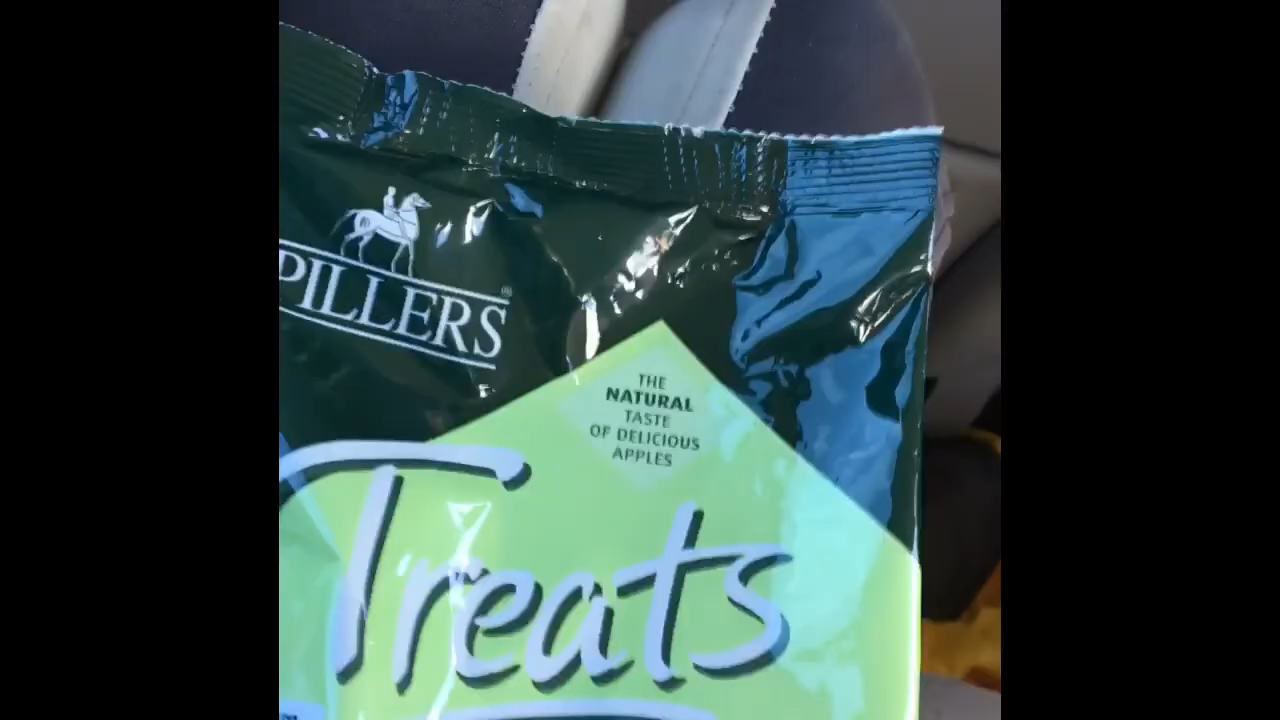 PILLERS®
THE
NATURAL
TASTE
OF DELICIOUS
APPLES
Treats